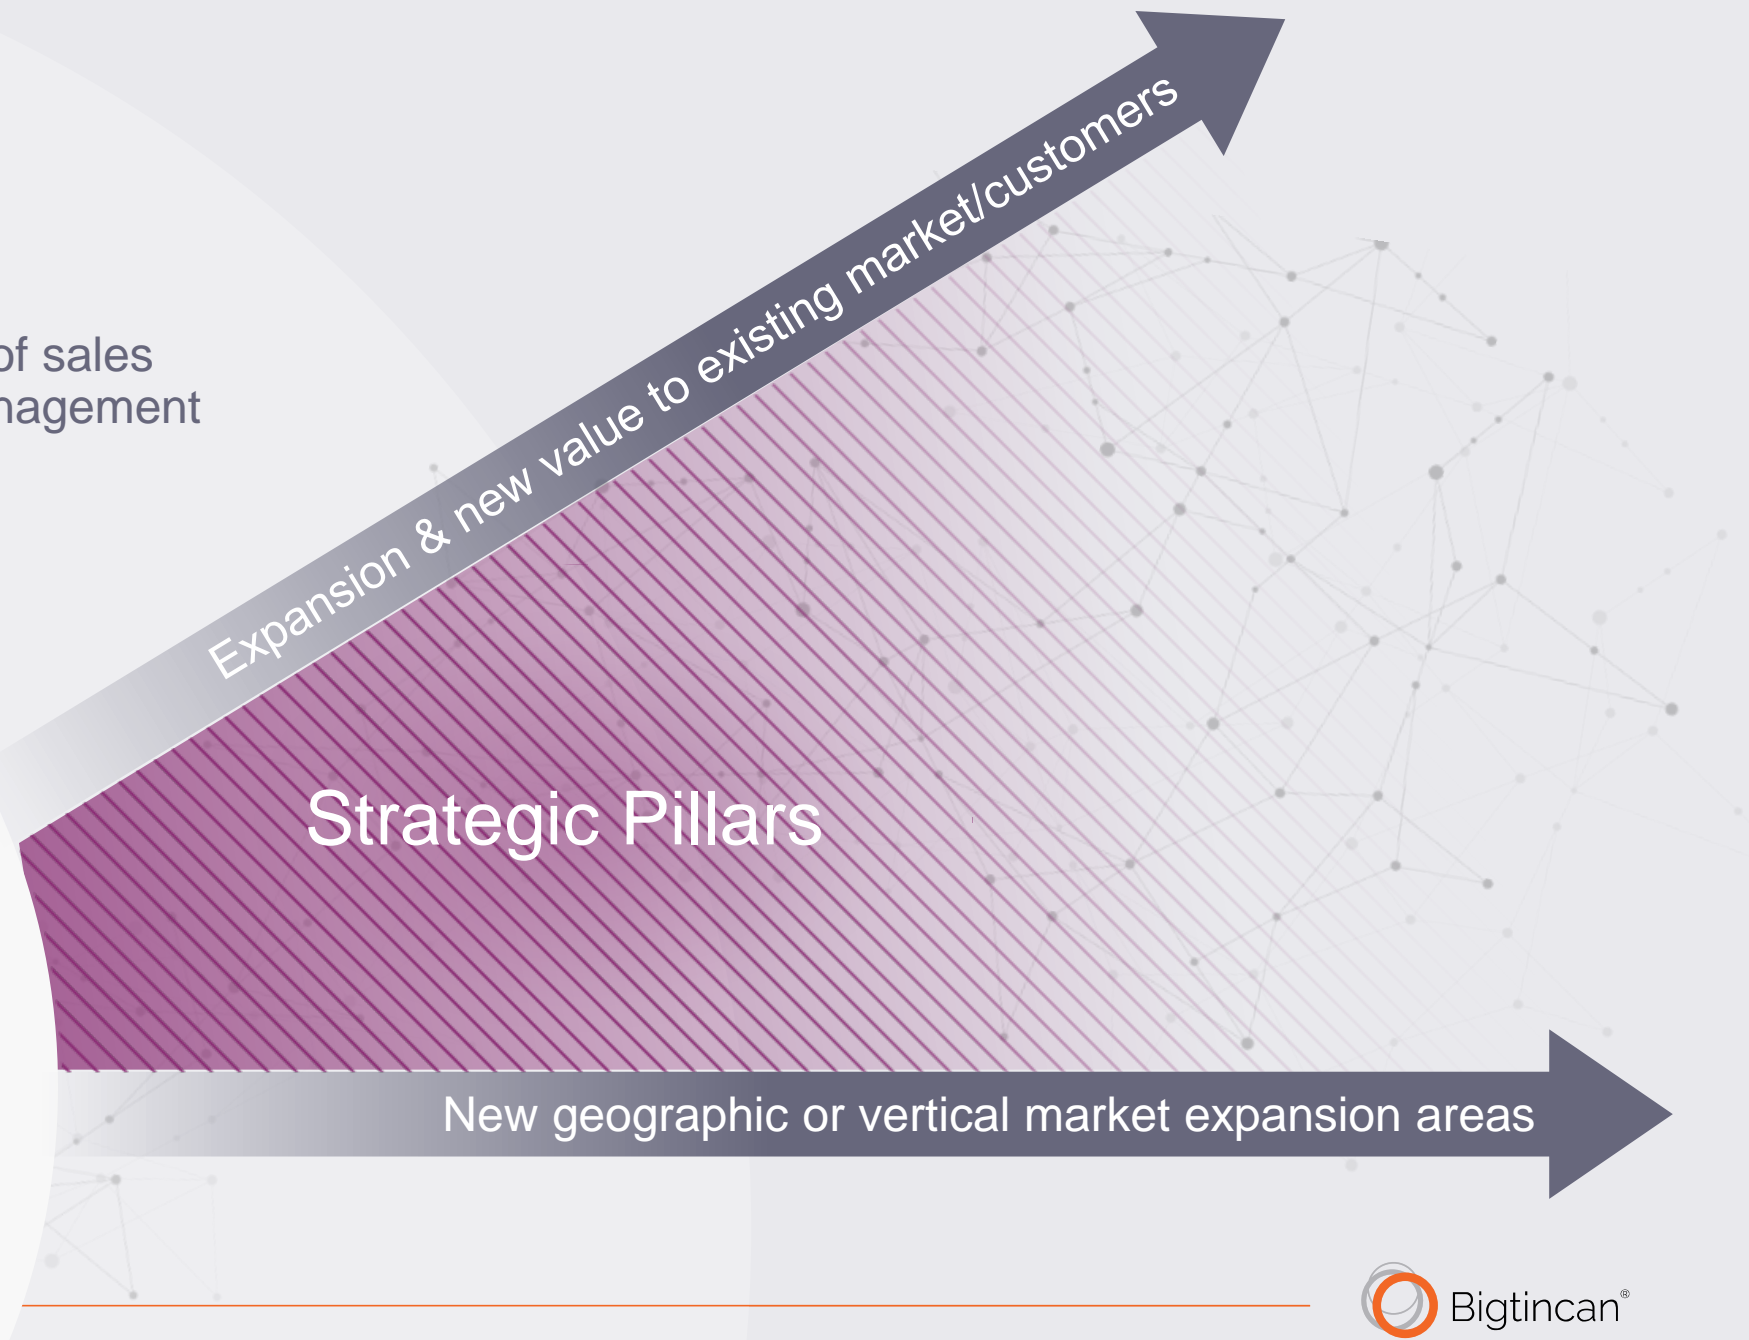 of sales
nagement
Expansion & new value to existing market/customers
Strategic Pillars
New geographic or vertical market expansion areas
Bigtincan®